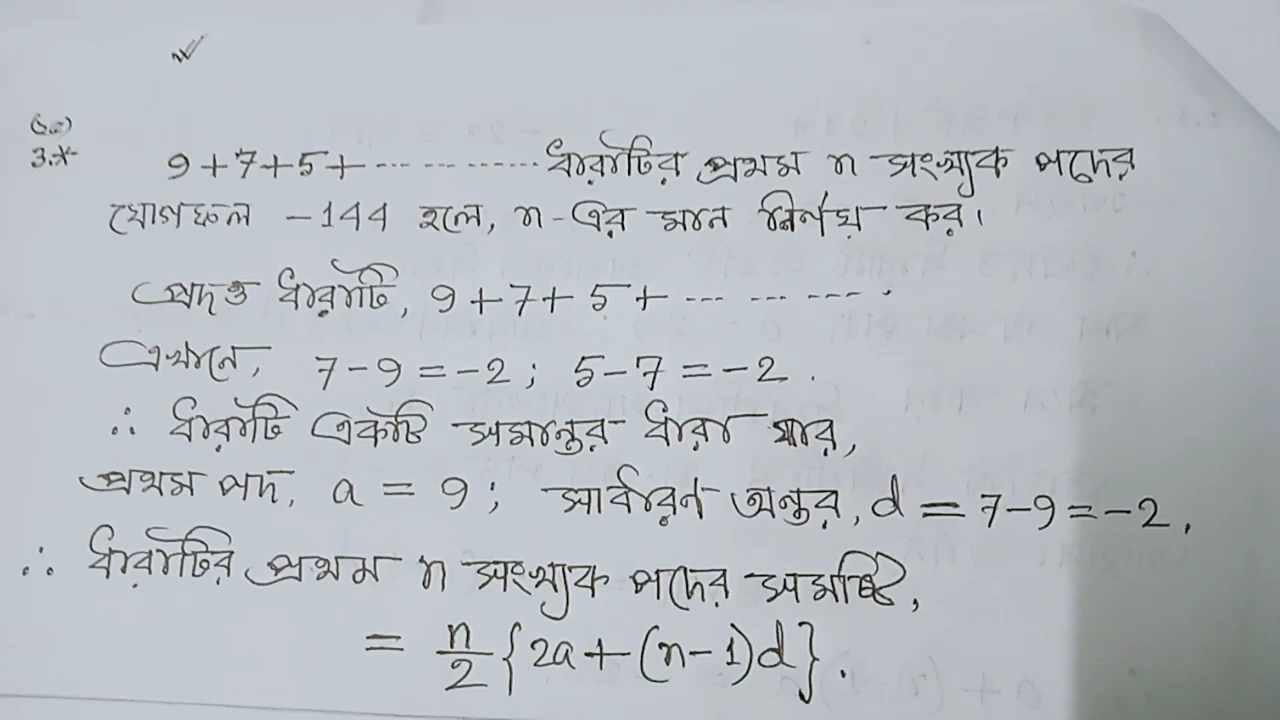 3.*
9+7+5+ ... ... ... ধারাটির প্রথম n সংখ্যক পদের
যোগফল -144 হলে, n-এর মান নির্ণয় কর।
প্রদত্ত ধারাটি, 9+7+5+ ... ... ... .
এখানে, 7-9=-2; 5-7=-2.
∴ ধারাটি একটি সমান্তর ধারা যার,
প্রথম পদ, a = 9; সাধারণ অন্তর, d = 7-9=-2,
∴ ধারাটির প্রথম n সংখ্যক পদের সমষ্টি,
= n/2 {2a+(n-1)d}.